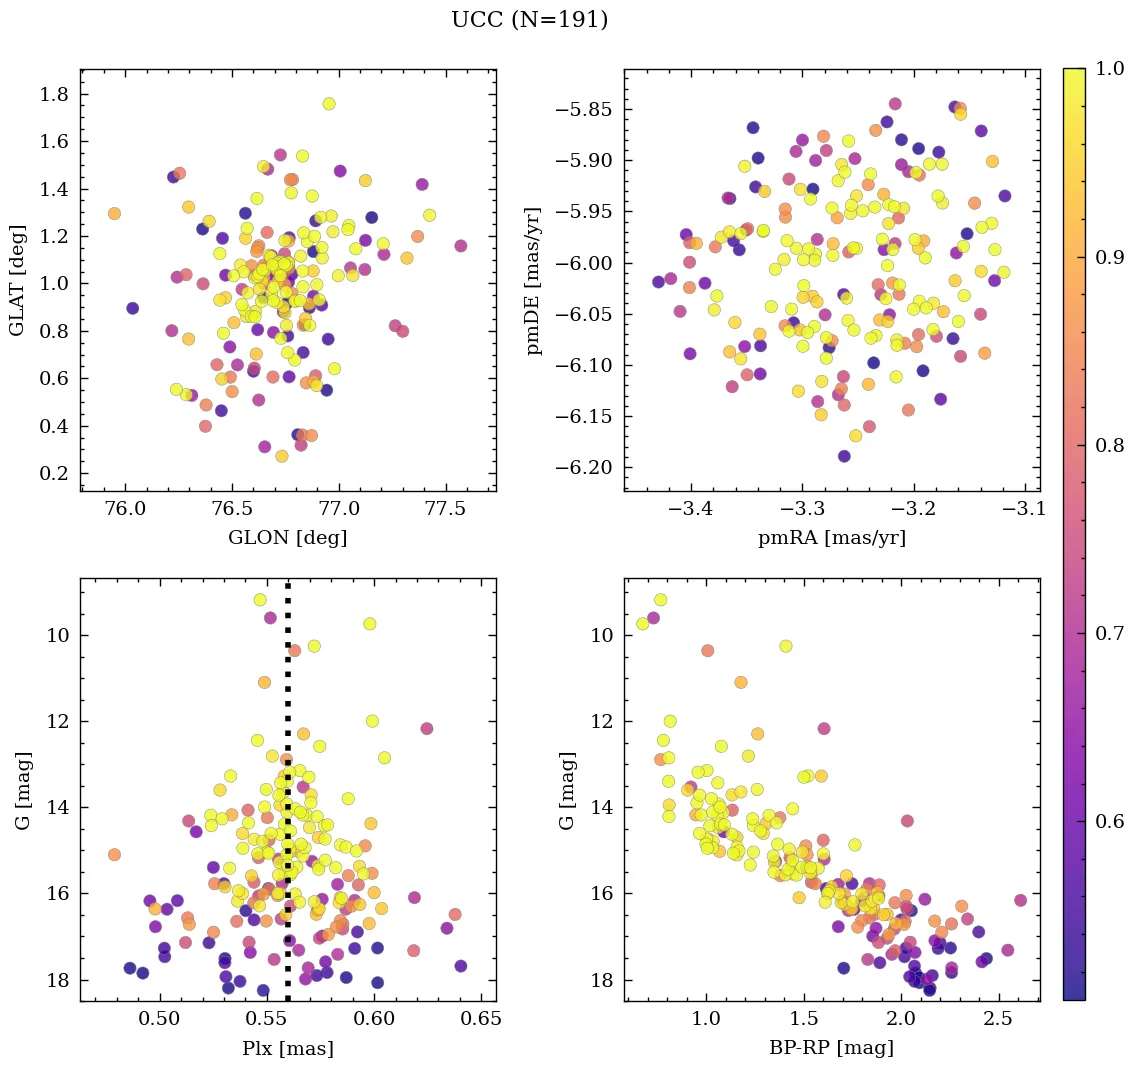 UCC (N=191)
1.8
1.6
1.4
1.2
1.0
0.8
0.6
0.4
0.2
GLAT [deg]
76.0 76.5 77.0 77.5
GLON [deg]
−5.85
−5.90
−5.95
−6.00
−6.05
−6.10
−6.15
−6.20
pmDE [mas/yr]
−3.4 −3.3 −3.2 −3.1
pmRA [mas/yr]
1.0
0.9
0.8
0.7
0.6
10
12
14
16
18
G [mag]
0.50 0.55 0.60 0.65
Plx [mas]
10
12
14
16
18
G [mag]
1.0 1.5 2.0 2.5
BP-RP [mag]